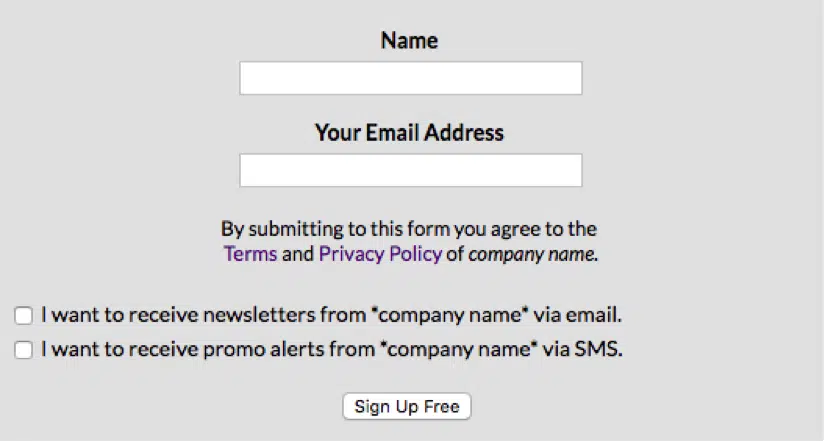 Name
Your Email Address
By submitting to this form you agree to the
Terms and Privacy Policy of company name.
I want to receive newsletters from *company name* via email.
I want to receive promo alerts from *company name* via SMS.
Sign Up Free